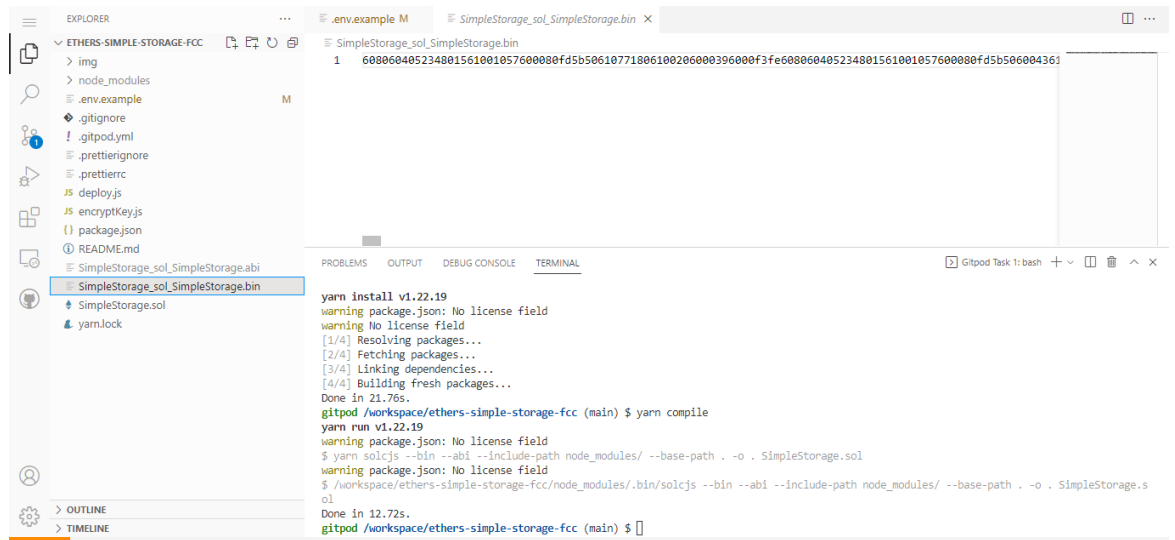 EXPLORER
ETHERS-SIMPLE-STORAGE-FCC
img
node_modules
.env.example M
.gitignore
.gitpod.yml
.prettierignore
.prettierrc
JS deploy.js
JS encryptKey.js
{} package.json
README.md
SimpleStorage_sol_SimpleStorage.abi
SimpleStorage_sol_SimpleStorage.bin
SimpleStorage.sol
yarn.lock
OUTLINE
TIMELINE
1
.env.example M
SimpleStorage_sol_SimpleStorage.bin
SimpleStorage_sol_SimpleStorage.bin
1 608060405234801561001057600080fd5b50610771806100206000396000f3fe608060405234801561001057600080fd5b506004361
PROBLEMS OUTPUT DEBUG CONSOLE TERMINAL
Gitpod Task 1: bash
yarn install v1.22.19
warning package.json: No license field
warning No license field
[1/4] Resolving packages...
[2/4] Fetching packages...
[3/4] Linking dependencies...
[4/4] Building fresh packages...
Done in 21.76s.
gitpod /workspace/ethers-simple-storage-fcc (main) $ yarn compile
yarn run v1.22.19
warning package.json: No license field
$ yarn solcjs --bin --abi --include-path node_modules/ --base-path . -o . SimpleStorage.sol
warning package.json: No license field
$ /workspace/ethers-simple-storage-fcc/node_modules/.bin/solcjs --bin --abi --include-path node_modules/ --base-path . -o . SimpleStorage.s
ol
Done in 12.72s.
gitpod /workspace/ethers-simple-storage-fcc (main) $